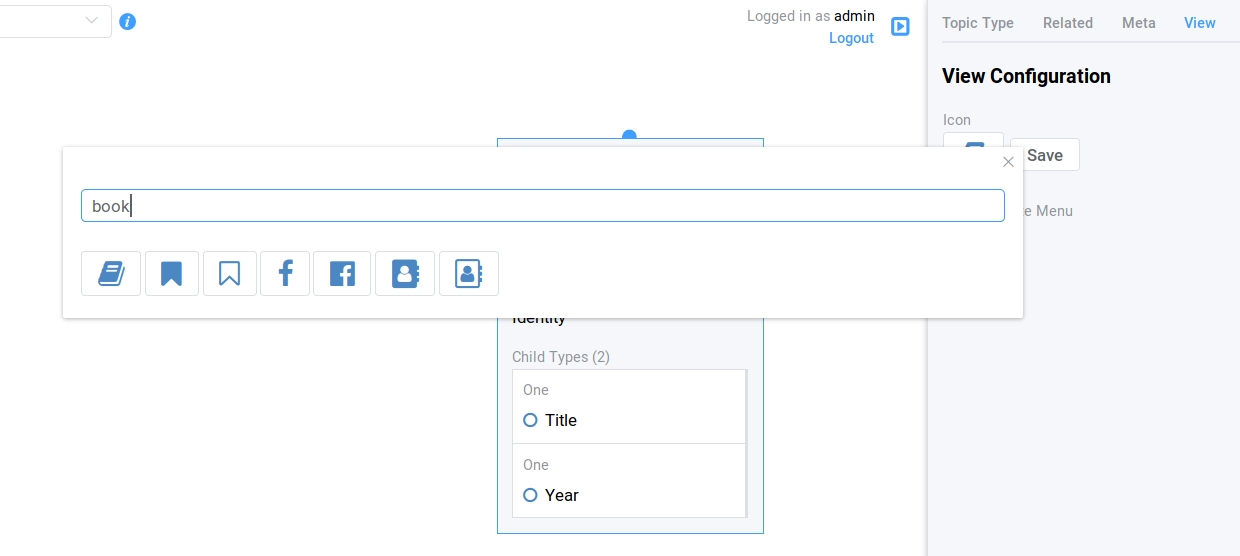 Logged in as admin
Logout
Topic Type Related Meta View
View Configuration
Icon
Save
book
e Menu
Identity
Child Types (2)
One
Title
One
Year